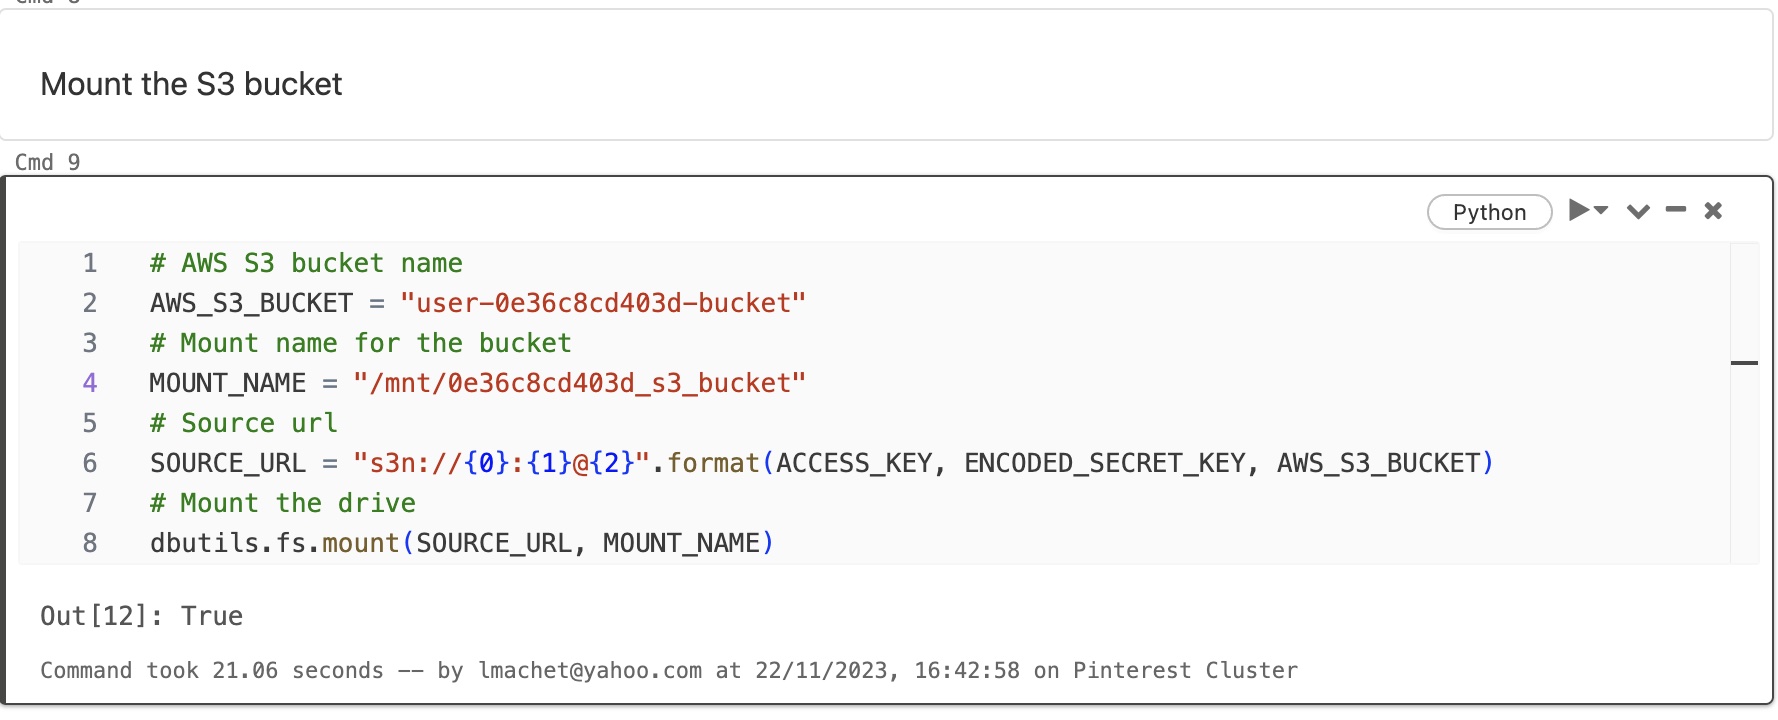 Mount the S3 bucket
Cmd 9
Python
1 # AWS S3 bucket name
2 AWS_S3_BUCKET = "user-0e36c8cd403d-bucket"
3 # Mount name for the bucket
4 MOUNT_NAME = "/mnt/0e36c8cd403d_s3_bucket"
5 # Source url
6 SOURCE_URL = "s3n://{0}:{1}@{2}".format(ACCESS_KEY, ENCODED_SECRET_KEY, AWS_S3_BUCKET)
7 # Mount the drive
8 dbutils.fs.mount(SOURCE_URL, MOUNT_NAME)
Out[12]: True
Command took 21.06 seconds -- by lmachet@yahoo.com at 22/11/2023, 16:42:58 on Pinterest Cluster